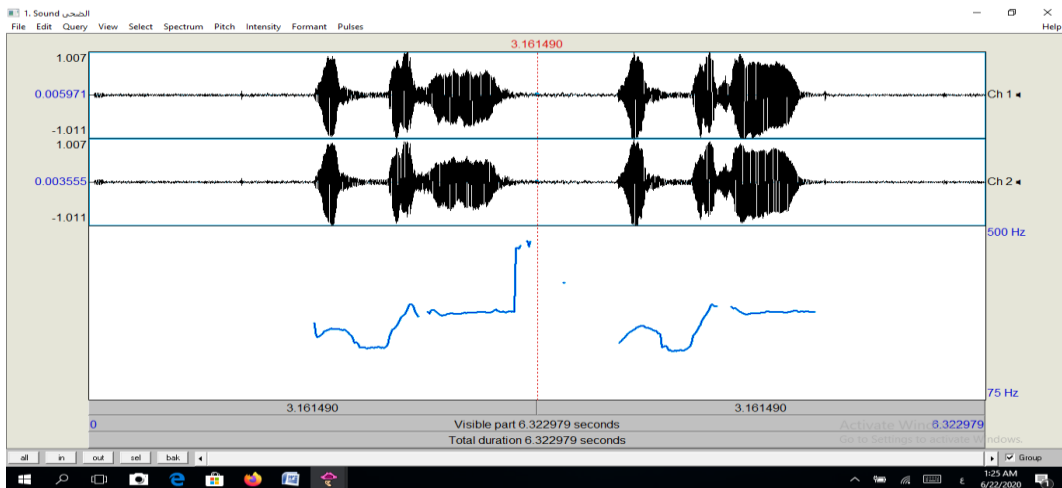 1. Sound الضحى
File Edit Query View Select Spectrum Pitch Intensity Formant Pulses Help
3.161490
1.007
0.005971
-1.011
Ch 1
1.007
0.003555
-1.011
Ch 2
500 Hz
75 Hz
3.161490 3.161490
0 Visible part 6.322979 seconds 6.322979
Total duration 6.322979 seconds
Activate Windows
Go to Settings to activate Windows.
all in out sel bak Group
1:25 AM
6/22/2020